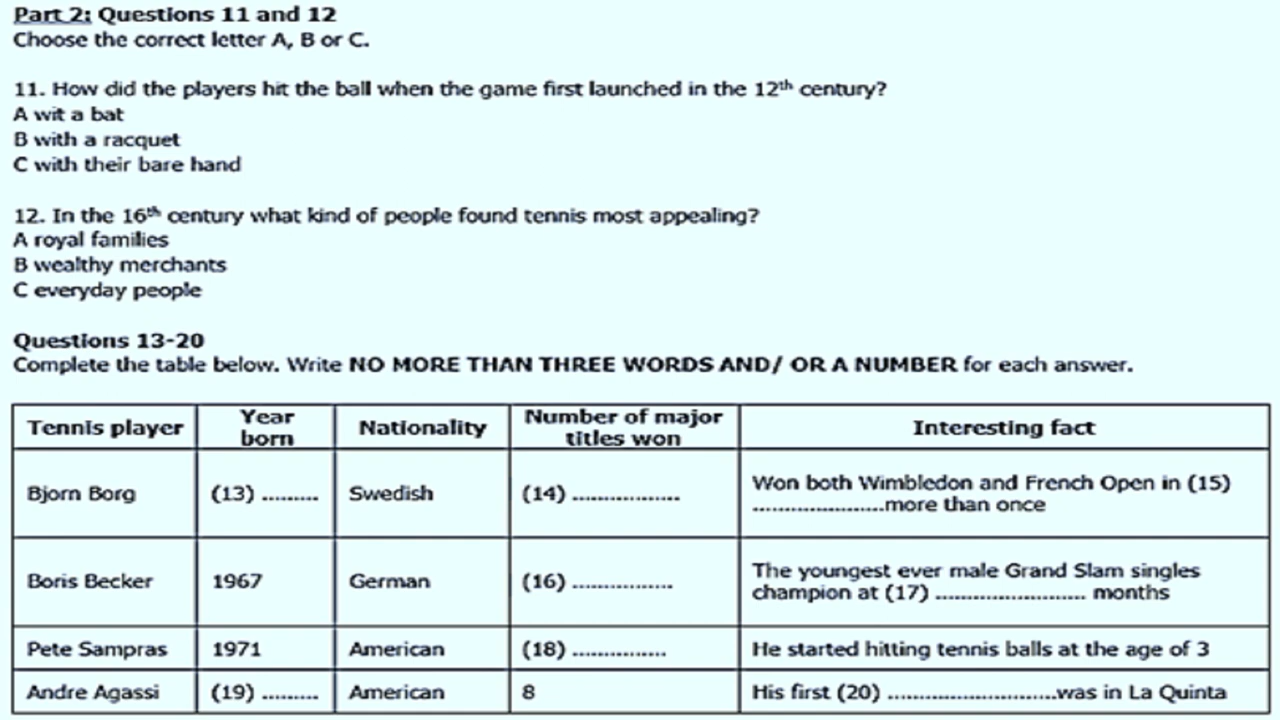 Part 2: Questions 11 and 12
Choose the correct letter A, B or C.
11. How did the players hit the ball when the game first launched in the 12th century?
A wit a bat
B with a racquet
C with their bare hand
12. In the 16th century what kind of people found tennis most appealing?
A royal families
B wealthy merchants
C everyday people
Questions 13-20
Complete the table below. Write NO MORE THAN THREE WORDS AND/ OR A NUMBER for each answer.
Tennis player
Year born
Nationality
Number of major titles won
Interesting fact
Bjorn Borg
(13) .........
Swedish
(14) .................
Won both Wimbledon and French Open in (15)
......................more than once
Boris Becker
1967
German
(16) ................
The youngest ever male Grand Slam singles
champion at (17) ......................... months
Pete Sampras
1971
American
(18) ...............
He started hitting tennis balls at the age of 3
Andre Agassi
(19) .........
American
8
His first (20) ............................was in La Quinta